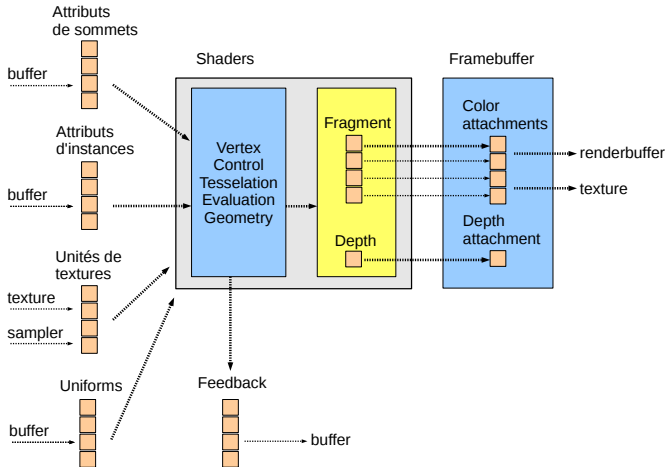 Attributs
de sommets
buffer
Attributs
d'instances
buffer
Unités de
textures
texture
sampler
Uniforms
buffer
Shaders
Vertex
Control
Tesselation
Evaluation
Geometry
Fragment
Depth
Feedback
buffer
Framebuffer
Color
attachments
Depth
attachment
renderbuffer
texture